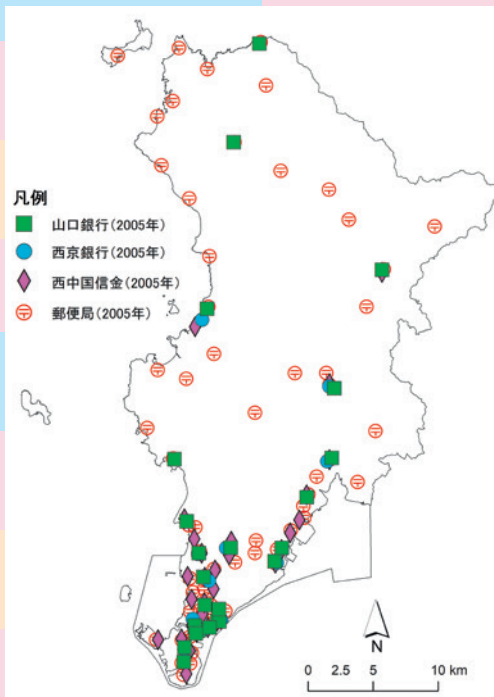 凡例
山口銀行(2005年)
西京銀行(2005年)
西中国信金(2005年)
郵便局(2005年)
N
0 2.5 5 10 km